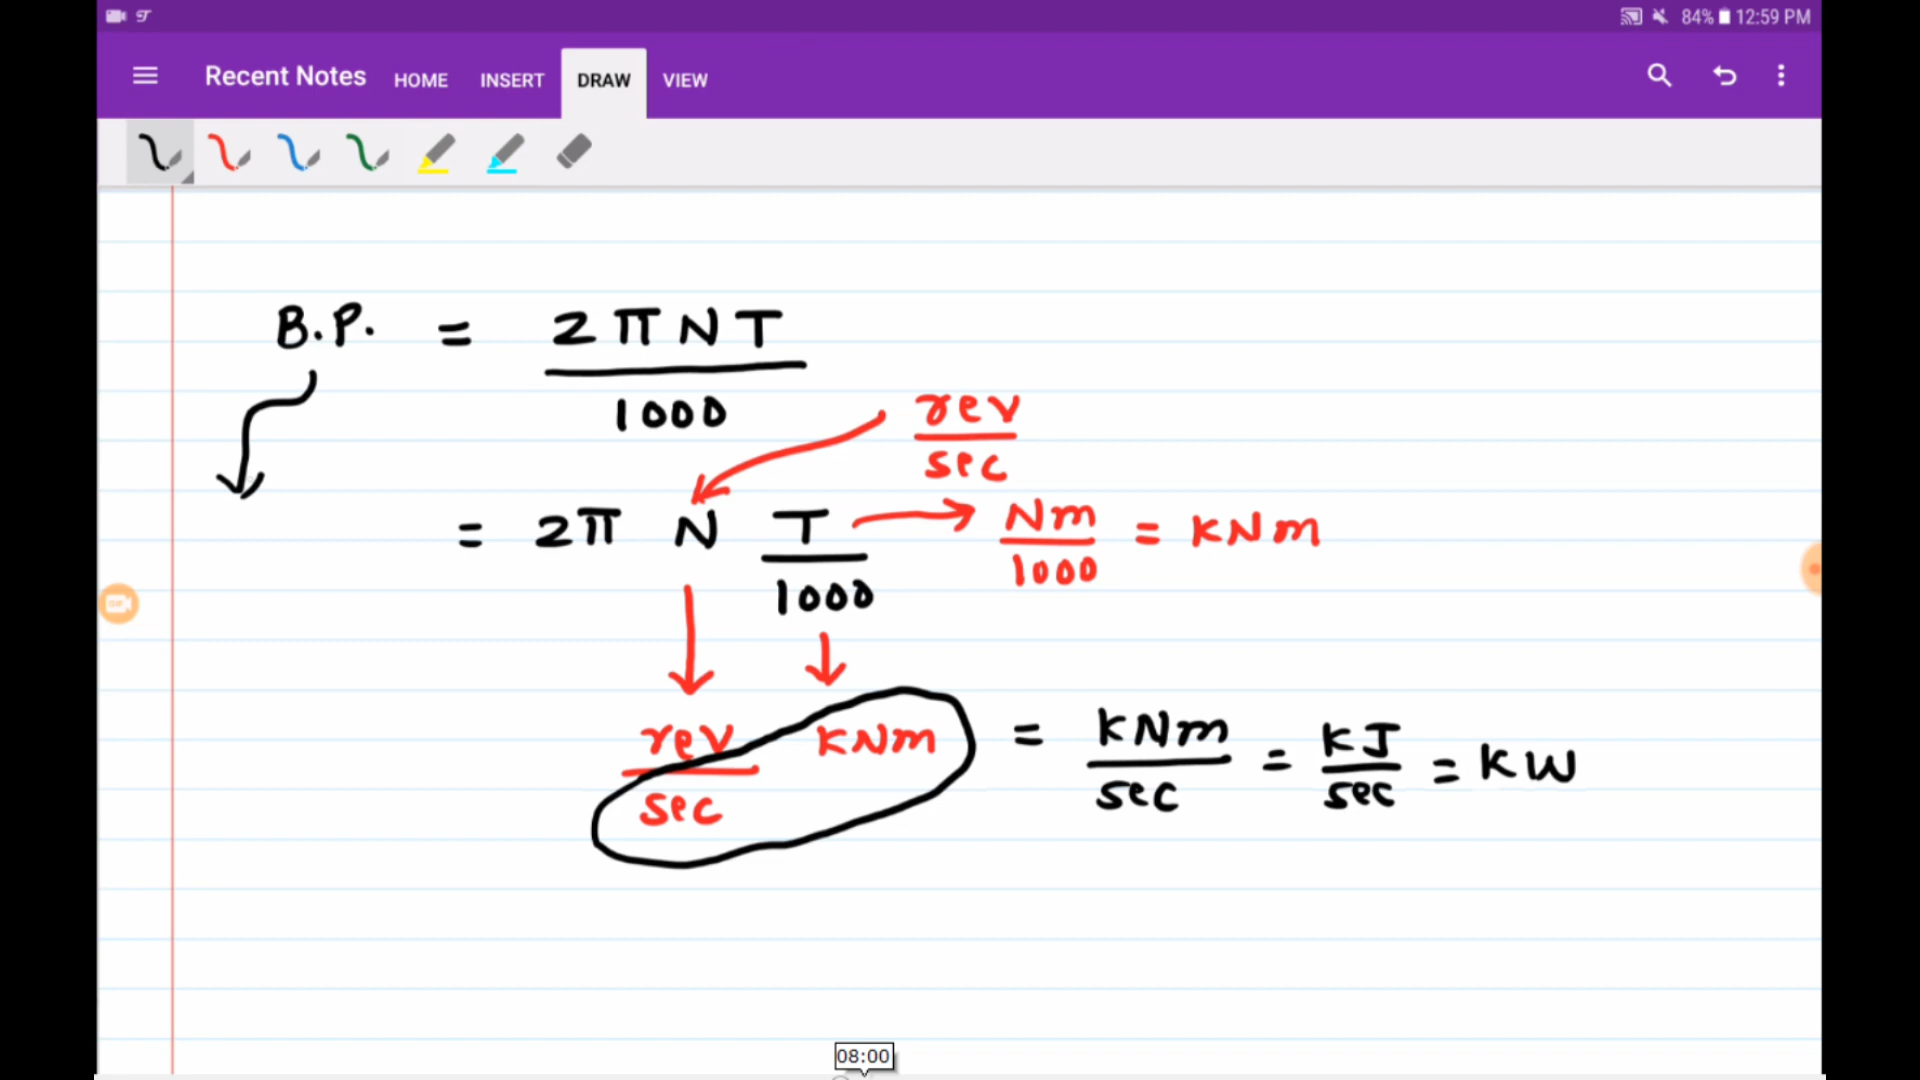 84% 12:59 PM
Recent Notes HOME INSERT DRAW VIEW
B.P. = 2πNT / 1000
rev / sec
= 2π N T / 1000 → Nm / 1000 = KNm
rev / sec KNm = KNm / sec = KJ / sec = KW
08:00